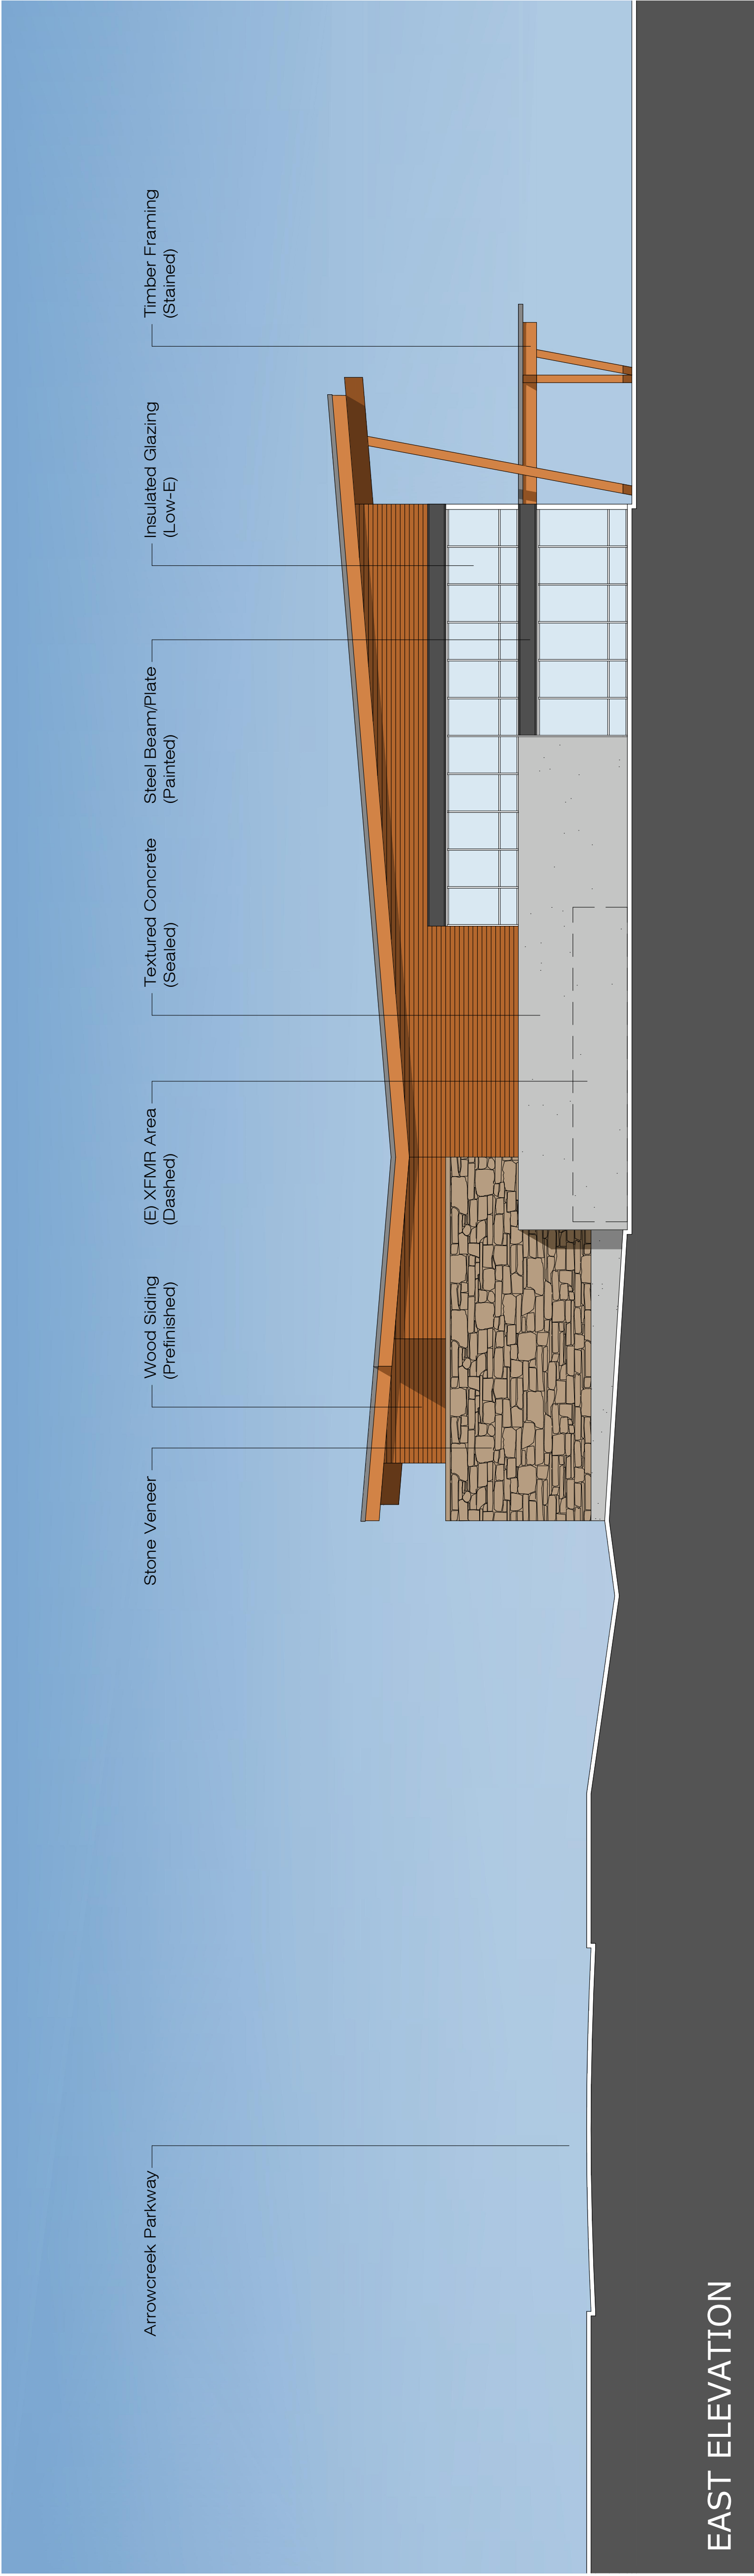 Arrowcreek Parkway
Stone Veneer
Wood Siding
(Prefinished)
(E) XFMR Area
(Dashed)
Textured Concrete
(Sealed)
Steel Beam/Plate
(Painted)
Insulated Glazing
(Low-E)
Timber Framing
(Stained)
EAST ELEVATION